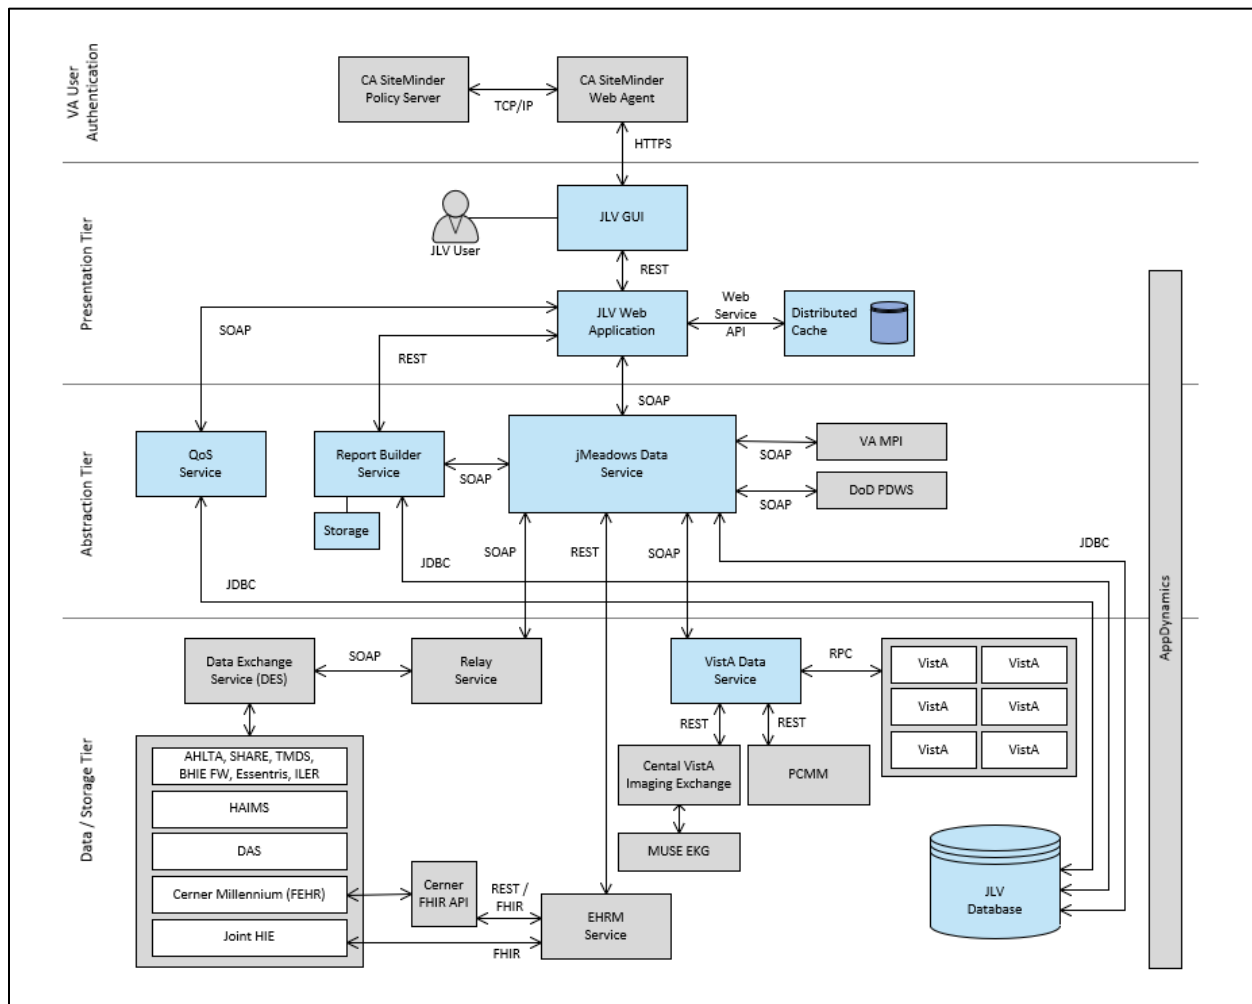 VA User
Authentication
CA SiteMinder
Policy Server
TCP/IP
CA SiteMinder
Web Agent
HTTPS
Presentation Tier
JLV User
JLV GUI
REST
JLV Web
Application
Web
Service
API
Distributed
Cache
SOAP
REST
SOAP
Abstraction Tier
QoS
Service
Report Builder
Service
Storage
SOAP
jMeadows Data
Service
SOAP
VA MPI
SOAP
DoD PDWS
JDBC
JDBC
SOAP
REST
SOAP
JDBC
AppDynamics
Data / Storage Tier
Data Exchange
Service (DES)
SOAP
Relay
Service
VistA Data
Service
RPC
VistA
VistA
VistA
VistA
VistA
VistA
REST
REST
Cental VistA
Imaging Exchange
PCMM
MUSE EKG
AHLTA, SHARE, TMDS,
BHIE FW, Essentris, ILER
HAIMS
DAS
Cerner Millennium (FEHR)
Joint HIE
Cerner
FHIR API
REST /
FHIR
FHIR
EHRM
Service
JLV
Database